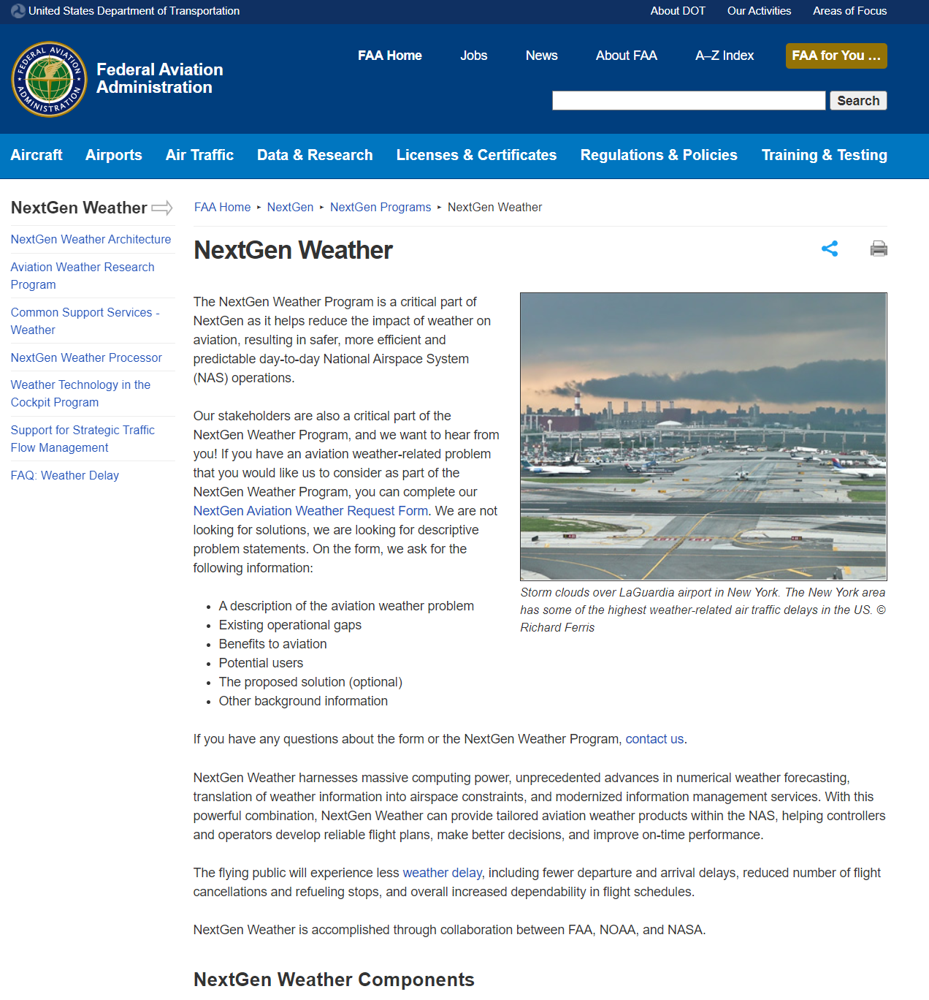 United States Department of Transportation
About DOT
Our Activities
Areas of Focus
FEDERAL AVIATION ADMINISTRATION
Federal Aviation
Administration
FAA Home
Jobs
News
About FAA
A–Z Index
FAA for You ...
Search
Aircraft
Airports
Air Traffic
Data & Research
Licenses & Certificates
Regulations & Policies
Training & Testing
NextGen Weather
NextGen Weather Architecture
Aviation Weather Research
Program
Common Support Services -
Weather
NextGen Weather Processor
Weather Technology in the
Cockpit Program
Support for Strategic Traffic
Flow Management
FAQ: Weather Delay
FAA Home ▸ NextGen ▸ NextGen Programs ▸ NextGen Weather
NextGen Weather
The NextGen Weather Program is a critical part of
NextGen as it helps reduce the impact of weather on
aviation, resulting in safer, more efficient and
predictable day-to-day National Airspace System
(NAS) operations.
Our stakeholders are also a critical part of the
NextGen Weather Program, and we want to hear from
you! If you have an aviation weather-related problem
that you would like us to consider as part of the
NextGen Weather Program, you can complete our
NextGen Aviation Weather Request Form. We are not
looking for solutions, we are looking for descriptive
problem statements. On the form, we ask for the
following information:
• A description of the aviation weather problem
• Existing operational gaps
• Benefits to aviation
• Potential users
• The proposed solution (optional)
• Other background information
Storm clouds over LaGuardia airport in New York. The New York area
has some of the highest weather-related air traffic delays in the US. ©
Richard Ferris
If you have any questions about the form or the NextGen Weather Program, contact us.
NextGen Weather harnesses massive computing power, unprecedented advances in numerical weather forecasting,
translation of weather information into airspace constraints, and modernized information management services. With this
powerful combination, NextGen Weather can provide tailored aviation weather products within the NAS, helping controllers
and operators develop reliable flight plans, make better decisions, and improve on-time performance.
The flying public will experience less weather delay, including fewer departure and arrival delays, reduced number of flight
cancellations and refueling stops, and overall increased dependability in flight schedules.
NextGen Weather is accomplished through collaboration between FAA, NOAA, and NASA.
NextGen Weather Components